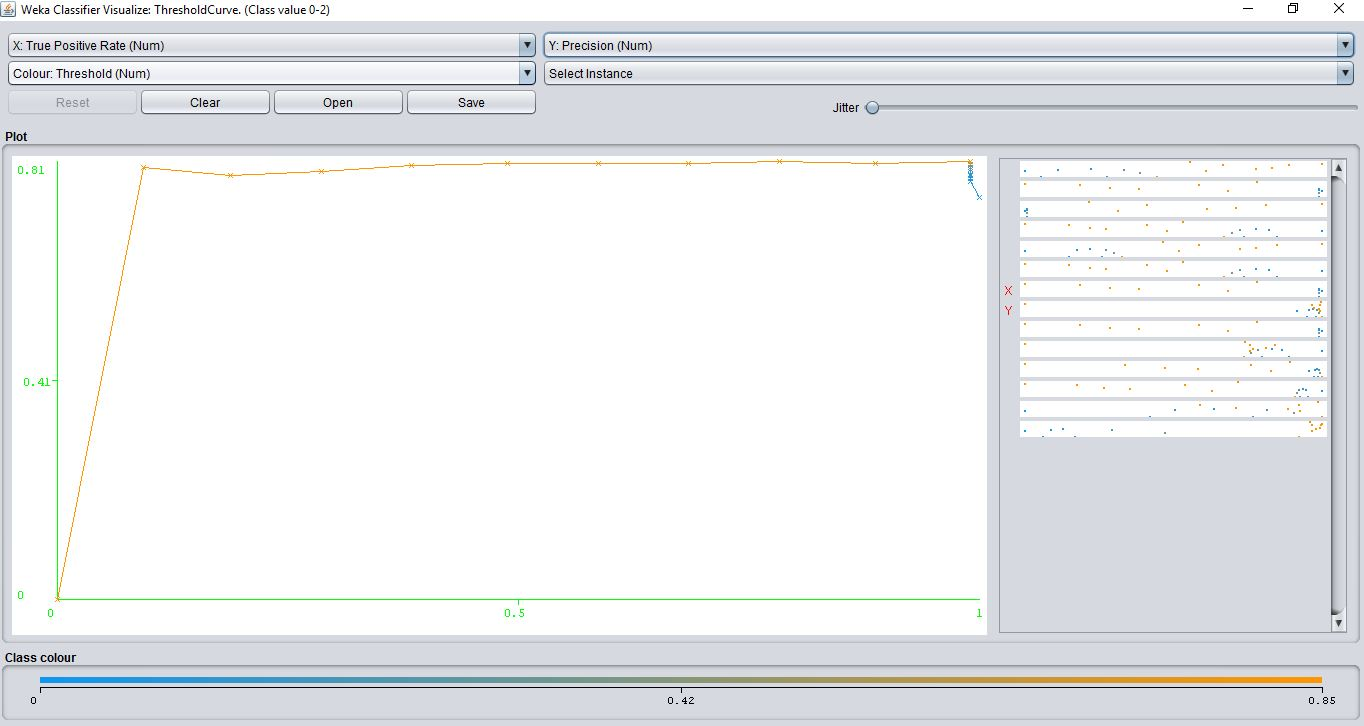 Weka Classifier Visualize: ThresholdCurve. (Class value 0-2)
X: True Positive Rate (Num) Y: Precision (Num)
Colour: Threshold (Num) Select Instance
Reset Clear Open Save Jitter
Plot
0.81
0.41
0
0 0.5 1
X
Y
Class colour
0 0.42 0.85